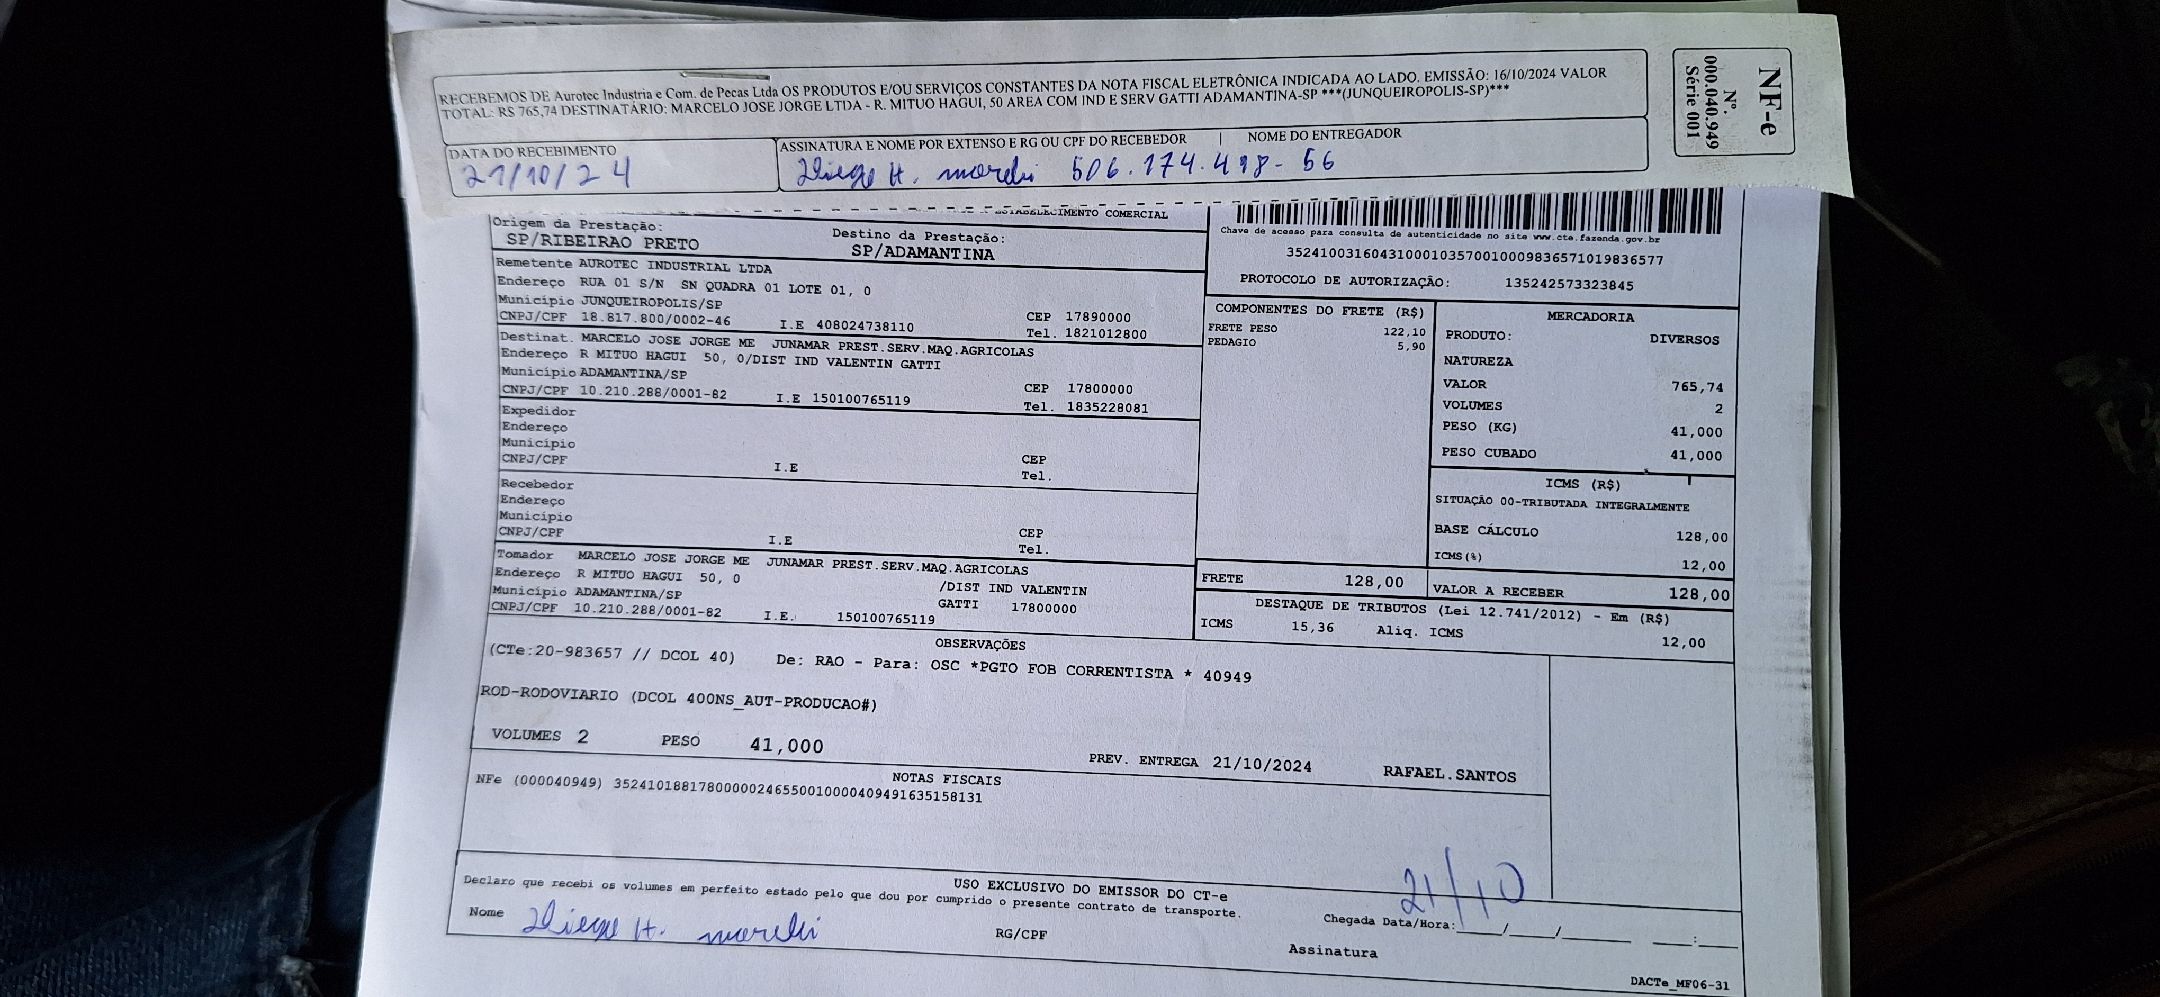 RECEBEMOS DE Aurotec Industria e Com. de Pecas Ltda OS PRODUTOS E/OU SERVIÇOS CONSTANTES DA NOTA FISCAL ELETRÔNICA INDICADA AO LADO. EMISSÃO: 16/10/2024 VALOR
TOTAL: R$ 765,74 DESTINATÁRIO: MARCELO JOSE JORGE LTDA - R. MITUO HAGUI, 50 AREA COM IND E SERV GATTI ADAMANTINA-SP ***(JUNQUEIROPOLIS-SP)***
NF-e
Nº.
000.040.949
Série 001
DATA DO RECEBIMENTO
21/10/24
ASSINATURA E NOME POR EXTENSO E RG OU CPF DO RECEBEDOR | NOME DO ENTREGADOR
H. 506.174.498-56
ESTABELECIMENTO COMERCIAL
Origem da Prestação:
SP/RIBEIRAO PRETO
Destino da Prestação:
SP/ADAMANTINA
Chave de acesso para consulta de autenticidade no site www.cte.fazenda.gov.br
35241003160431000103570010009836571019836577
PROTOCOLO DE AUTORIZAÇÃO: 135242573323845
Remetente AUROTEC INDUSTRIAL LTDA
Endereço RUA 01 S/N SN QUADRA 01 LOTE 01, 0
Município JUNQUEIROPOLIS/SP
CNPJ/CPF 18.817.800/0002-46 I.E 408024738110
CEP 17890000
Tel. 1821012800
Destinat. MARCELO JOSE JORGE ME JUNAMAR PREST.SERV.MAQ.AGRICOLAS
Endereço R MITUO HAGUI 50, 0/DIST IND VALENTIN GATTI
Município ADAMANTINA/SP
CNPJ/CPF 10.210.288/0001-82 I.E 150100765119
CEP 17800000
Tel. 1835228081
Expedidor
Endereço
Município
CNPJ/CPF I.E
CEP
Tel.
Recebedor
Endereço
Município
CNPJ/CPF I.E
CEP
Tel.
Tomador MARCELO JOSE JORGE ME JUNAMAR PREST.SERV.MAQ.AGRICOLAS
Endereço R MITUO HAGUI 50, 0 /DIST IND VALENTIN
Município ADAMANTINA/SP GATTI 17800000
CNPJ/CPF 10.210.288/0001-82 I.E. 150100765119
COMPONENTES DO FRETE (R$)
FRETE PESO 122,10
PEDAGIO 5,90
MERCADORIA
PRODUTO: DIVERSOS
NATUREZA
VALOR 765,74
VOLUMES 2
PESO (KG) 41,000
PESO CUBADO 41,000
ICMS (R$)
SITUAÇÃO 00-TRIBUTADA INTEGRALMENTE
BASE CÁLCULO 128,00
ICMS(%) 12,00
FRETE 128,00
VALOR A RECEBER 128,00
DESTAQUE DE TRIBUTOS (Lei 12.741/2012) - Em (R$)
ICMS 15,36 Aliq. ICMS 12,00
OBSERVAÇÕES
(CTe:20-983657 // DCOL 40) De: RAO - Para: OSC *PGTO FOB CORRENTISTA * 40949
ROD-RODOVIARIO (DCOL 400NS_AUT-PRODUCAO#)
VOLUMES 2 PESO 41,000
PREV. ENTREGA 21/10/2024 RAFAEL.SANTOS
NOTAS FISCAIS
NFe (000040949) 35241018817800000246550010000409491635158131
USO EXCLUSIVO DO EMISSOR DO CT-e
Declaro que recebi os volumes em perfeito estado pelo que dou por cumprido o presente contrato de transporte.
Nome H.
RG/CPF
21/10
Chegada Data/Hora:____/____/______ ___:___
Assinatura
DACTe_MF06-31